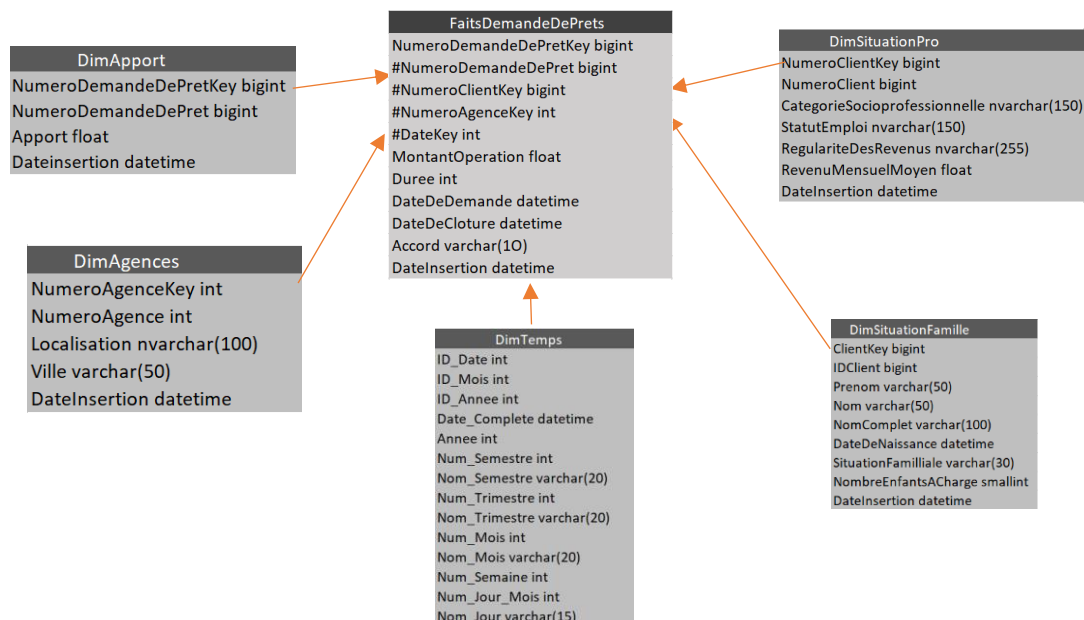 FaitsDemandeDePrets
NumeroDemandeDePretKey bigint
#NumeroDemandeDePret bigint
#NumeroClientKey bigint
#NumeroAgenceKey int
#DateKey int
MontantOperation float
Duree int
DateDeDemande datetime
DateDeCloture datetime
Accord varchar(1O)
DateInsertion datetime
DimApport
NumeroDemandeDePretKey bigint
NumeroDemandeDePret bigint
Apport float
Dateinsertion datetime
DimSituationPro
NumeroClientKey bigint
NumeroClient bigint
CategorieSocioprofessionnelle nvarchar(150)
StatutEmploi nvarchar(150)
RegulariteDesRevenus nvarchar(255)
RevenuMensuelMoyen float
DateInsertion datetime
DimAgences
NumeroAgenceKey int
NumeroAgence int
Localisation nvarchar(100)
Ville varchar(50)
DateInsertion datetime
DimTemps
ID_Date int
ID_Mois int
ID_Annee int
Date_Complete datetime
Annee int
Num_Semestre int
Nom_Semestre varchar(20)
Num_Trimestre int
Nom_Trimestre varchar(20)
Num_Mois int
Nom_Mois varchar(20)
Num_Semaine int
Num_Jour_Mois int
Nom_Jour varchar(15)
DimSituationFamille
ClientKey bigint
IDClient bigint
Prenom varchar(50)
Nom varchar(50)
NomComplet varchar(100)
DateDeNaissance datetime
SituationFamilliale varchar(30)
NombreEnfantsACharge smallint
DateInsertion datetime